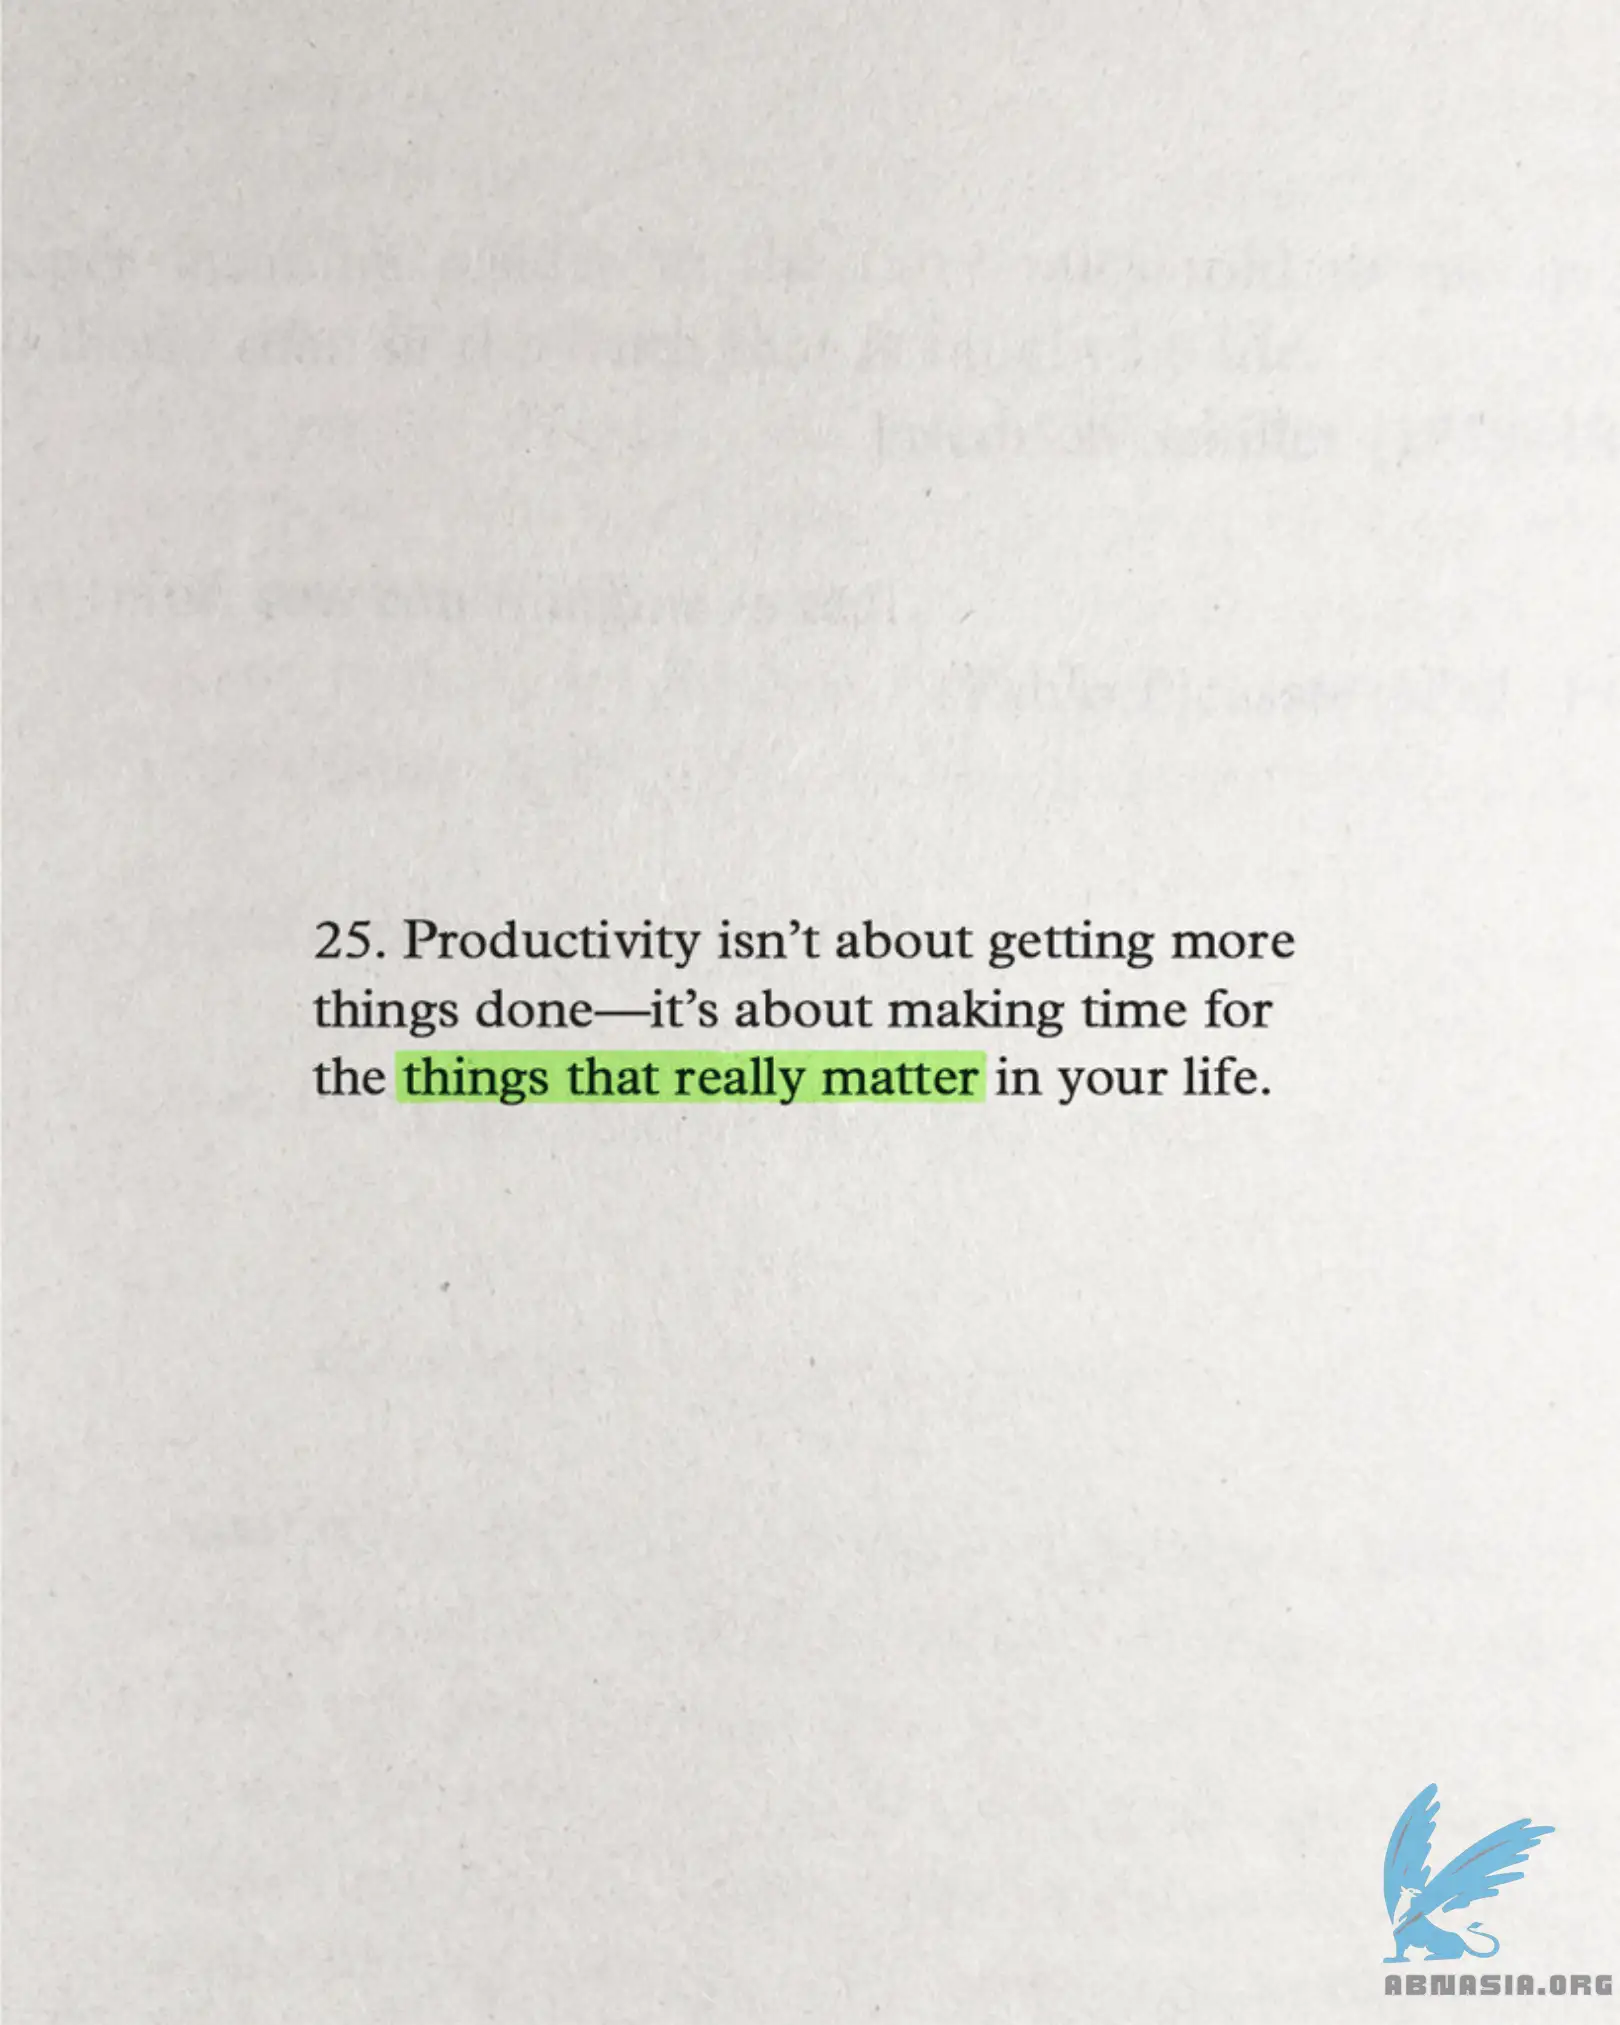 25. Productivity isn’t about getting more
things done—it’s about making time for
the things that really matter in your life.
ABNASIA.ORG